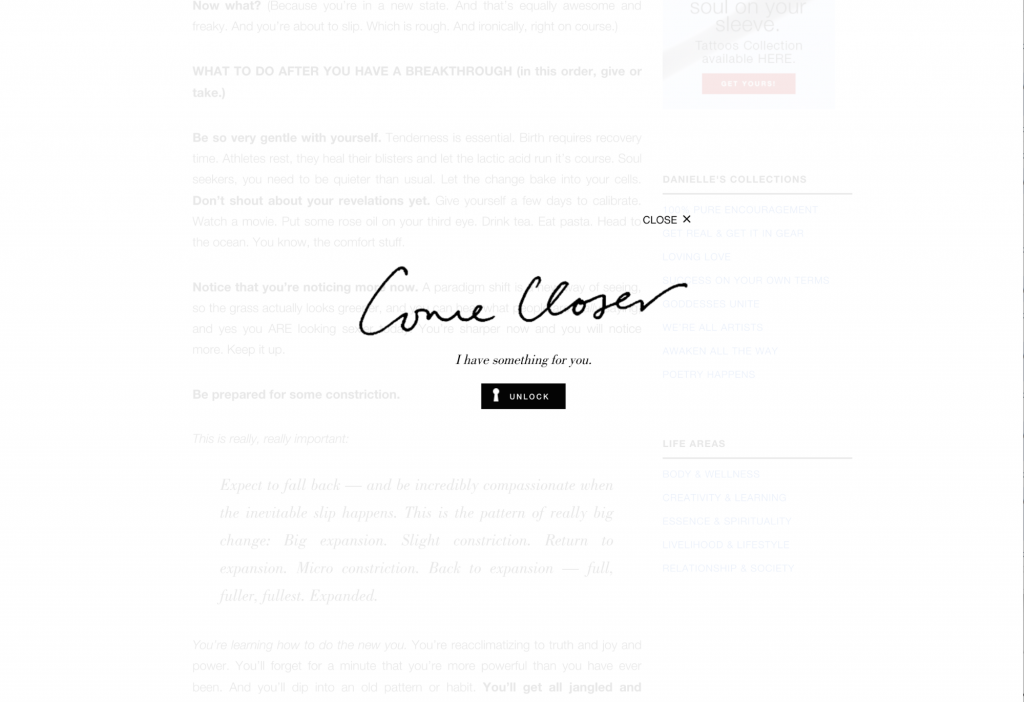 Now what? (Because you're in a new state. And that's equally awesome and
freaky. And you're about to slip. Which is rough. And ironically, right on course.)
WHAT TO DO AFTER YOU HAVE A BREAKTHROUGH (in this order, give or
take.)
Be so very gentle with yourself. Tenderness is essential. Birth requires recovery
time. Athletes rest, they heal their blisters and let the lactic acid run it's course. Soul
seekers, you need to be quieter than usual. Let the change bake into your cells.
Don't shout about your revelations yet. Give yourself a few days to calibrate.
Watch a movie. Put some rose oil on your third eye. Drink tea. Eat pasta. Head to
the ocean. You know, the comfort stuff.
Notice that you're noticing more now. A paradigm shift is a new way of seeing,
so the grass actually looks greener, and you can hear what
and yes you ARE looking You're sharper now and you will notice
more. Keep it up.
Be prepared for some constriction.
This is really, really important:
Expect to fall back — and be incredibly compassionate when
the inevitable slip happens. This is the pattern of really big
change: Big expansion. Slight constriction. Return to
expansion. Micro constriction. Back to expansion — full,
fuller, fullest. Expanded.
You're learning how to do the new you. You're reacclimatizing to truth and joy and
power. You'll forget for a minute that you're more powerful than you have ever
been. And you'll dip into an old pattern or habit. You'll get all jangled and
CLOSE ✕
Come Closer
I have something for you.
UNLOCK
soul on your
sleeve.
Tattoos Collection
available HERE.
GET YOURS!
DANIELLE'S COLLECTIONS
100% PURE ENCOURAGEMENT
GET REAL & GET IT IN GEAR
LOVING LOVE
SUCCESS ON YOUR OWN TERMS
GODDESSES UNITE
WE'RE ALL ARTISTS
AWAKEN ALL THE WAY
POETRY HAPPENS
LIFE AREAS
BODY & WELLNESS
CREATIVITY & LEARNING
ESSENCE & SPIRITUALITY
LIVELIHOOD & LIFESTYLE
RELATIONSHIP & SOCIETY